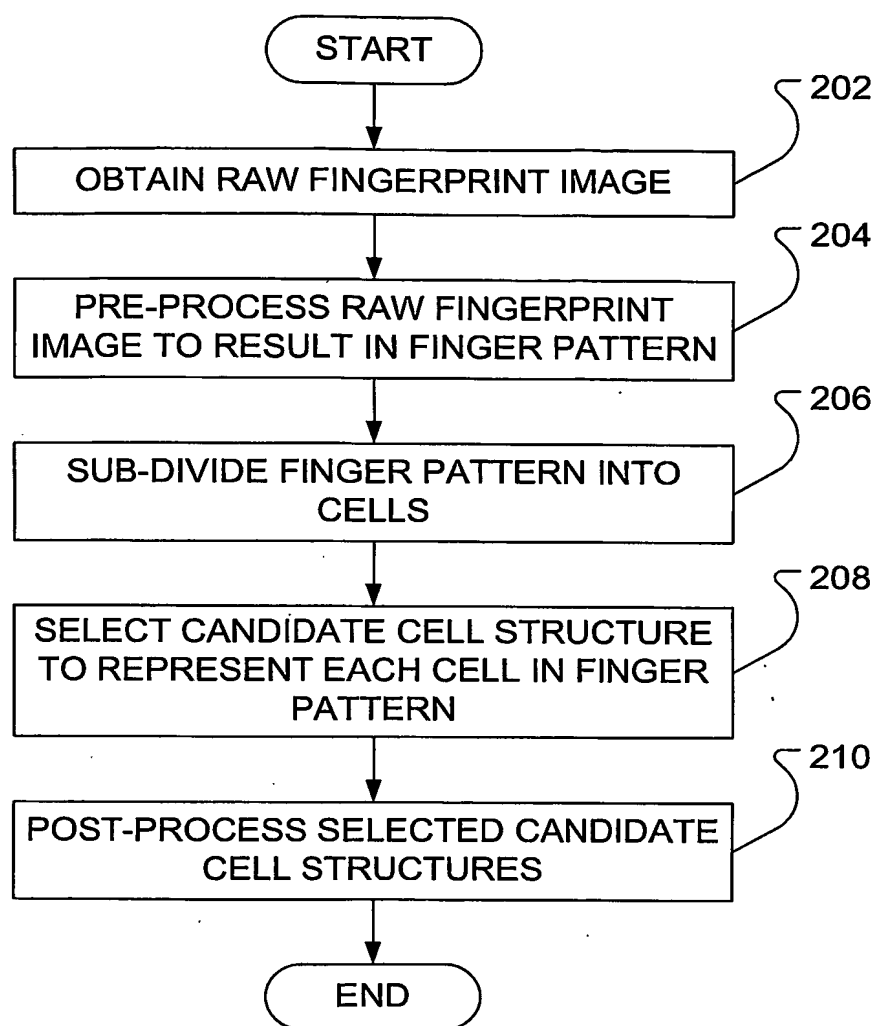 START
202
OBTAIN RAW FINGERPRINT IMAGE
204
PRE-PROCESS RAW FINGERPRINT
IMAGE TO RESULT IN FINGER PATTERN
206
SUB-DIVIDE FINGER PATTERN INTO
CELLS
208
SELECT CANDIDATE CELL STRUCTURE
TO REPRESENT EACH CELL IN FINGER
PATTERN
210
POST-PROCESS SELECTED CANDIDATE
CELL STRUCTURES
END